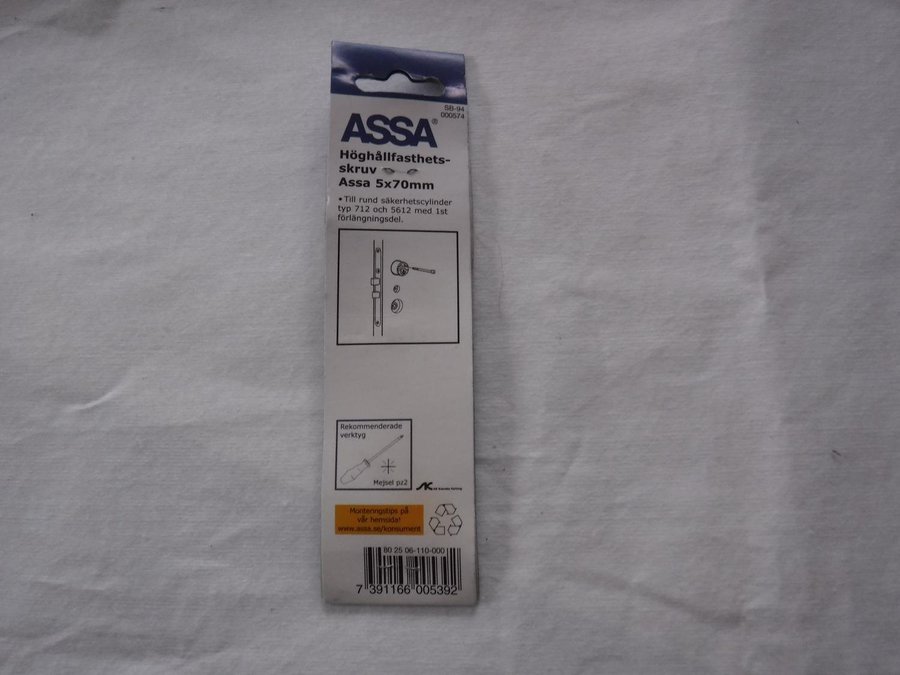 SB-94
000574
ASSA®
Höghållfasthets-
skruv
Assa 5x70mm
• Till rund säkerhetscylinder
typ 712 och 5612 med 1st
förlängningsdel.
Rekommenderade
verktyg
Mejsel pz2
Monteringstips på
vår hemsida!
www.assa.se/konsument
80 25 06-110-000
7 391166 005392